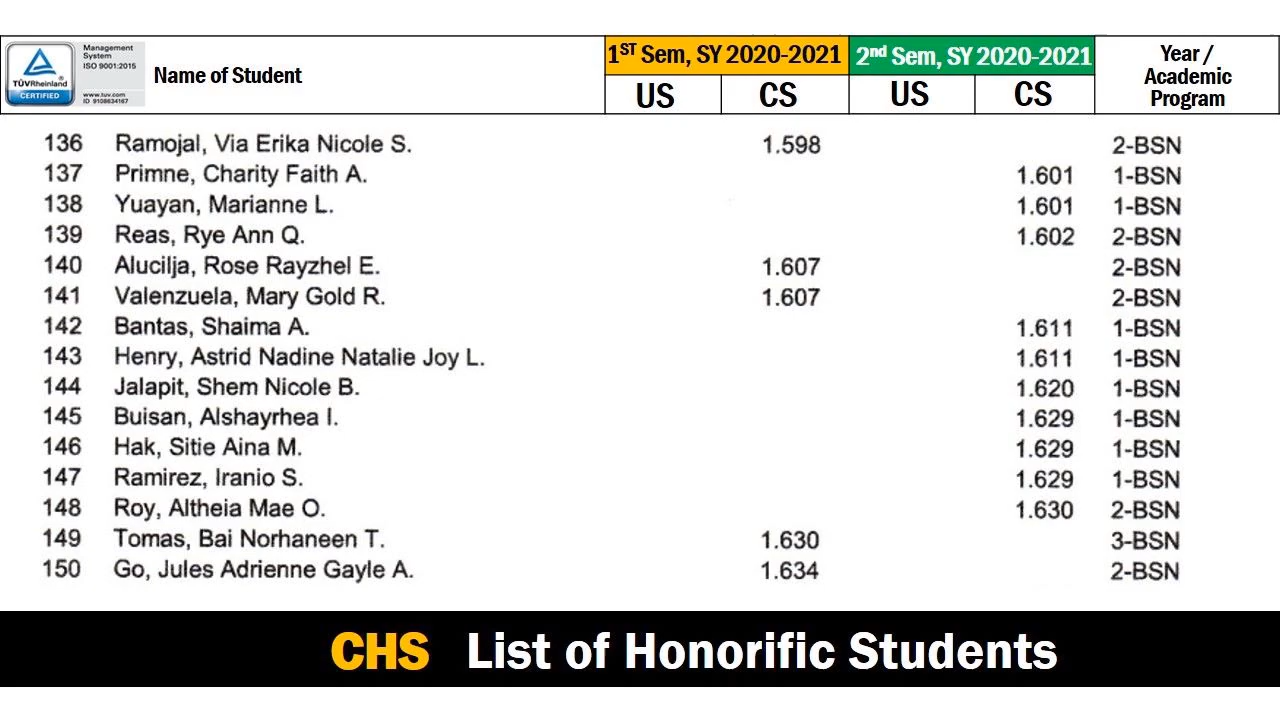 TÜVRheinland
CERTIFIED
Management
System
ISO 9001:2015
www.tuv.com
ID 9108634167
Name of Student
1ST Sem, SY 2020-2021
2nd Sem, SY 2020-2021
Year /
Academic
Program
US CS US CS
136 Ramojal, Via Erika Nicole S. 1.598 2-BSN
137 Primne, Charity Faith A. 1.601 1-BSN
138 Yuayan, Marianne L. 1.601 1-BSN
139 Reas, Rye Ann Q. 1.602 2-BSN
140 Alucilja, Rose Rayzhel E. 1.607 2-BSN
141 Valenzuela, Mary Gold R. 1.607 2-BSN
142 Bantas, Shaima A. 1.611 1-BSN
143 Henry, Astrid Nadine Natalie Joy L. 1.611 1-BSN
144 Jalapit, Shem Nicole B. 1.620 1-BSN
145 Buisan, Alshayrhea I. 1.629 1-BSN
146 Hak, Sitie Aina M. 1.629 1-BSN
147 Ramirez, Iranio S. 1.629 1-BSN
148 Roy, Altheia Mae O. 1.630 2-BSN
149 Tomas, Bai Norhaneen T. 1.630 3-BSN
150 Go, Jules Adrienne Gayle A. 1.634 2-BSN
CHS List of Honorific Students